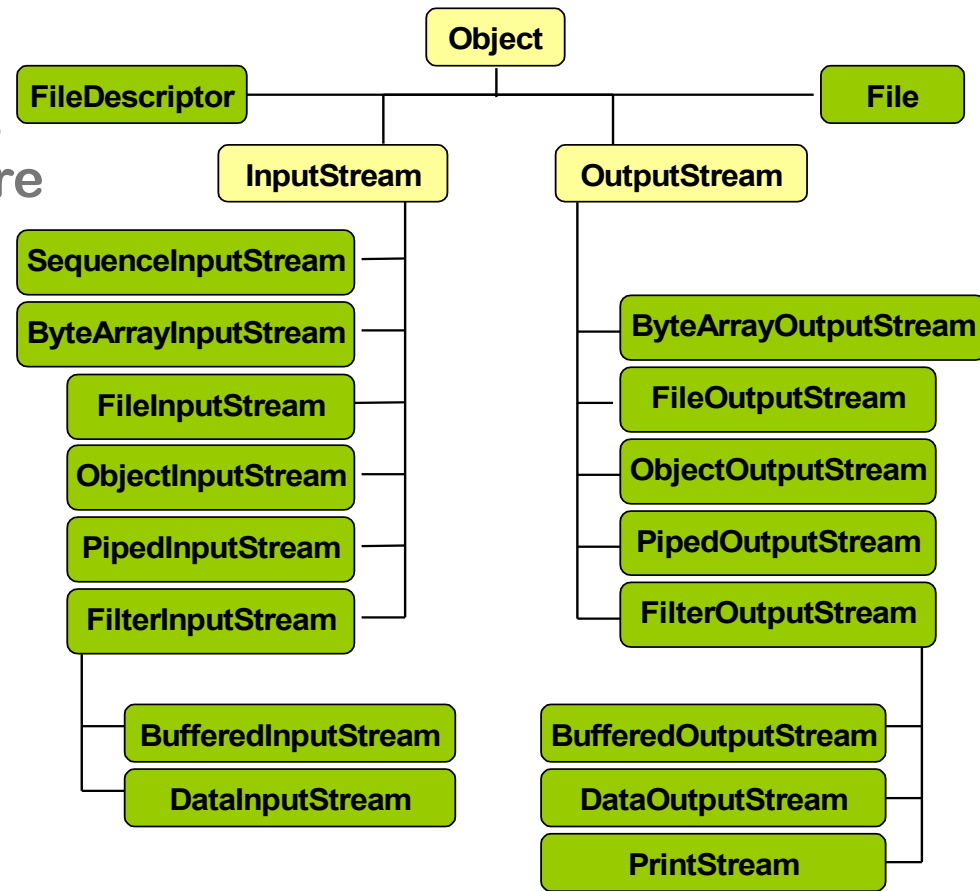 Object
FileDescriptor
File
re
InputStream
OutputStream
SequenceInputStream
ByteArrayInputStream
FileInputStream
ObjectInputStream
PipedInputStream
FilterInputStream
BufferedInputStream
DataInputStream
ByteArrayOutputStream
FileOutputStream
ObjectOutputStream
PipedOutputStream
FilterOutputStream
BufferedOutputStream
DataOutputStream
PrintStream